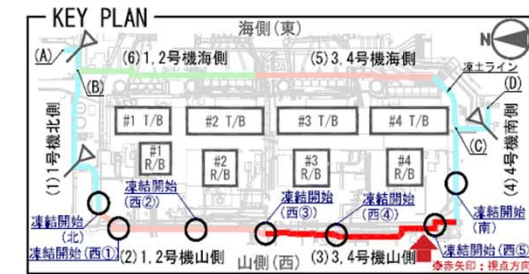 KEY PLAN
海側(東)
N
(A)
(6)1,2号機海側
(5)3,4号機海側
凍土ライン
(B)
(D)
#1 T/B
#2 T/B
#3 T/B
#4 T/B
(C)
(1)1号機北側
(4)4号機南側
#1
R/B
#2
R/B
#3
R/B
#4
R/B
凍結開始
(西②)
凍結開始
(北)
凍結開始
(西③)
凍結開始
(西④)
凍結開始
(南)
凍結開始(西①)
(2)1,2号機山側
(3)3,4号機山側
凍結開始(西⑤)
山側(西)
※赤矢印:視点方向